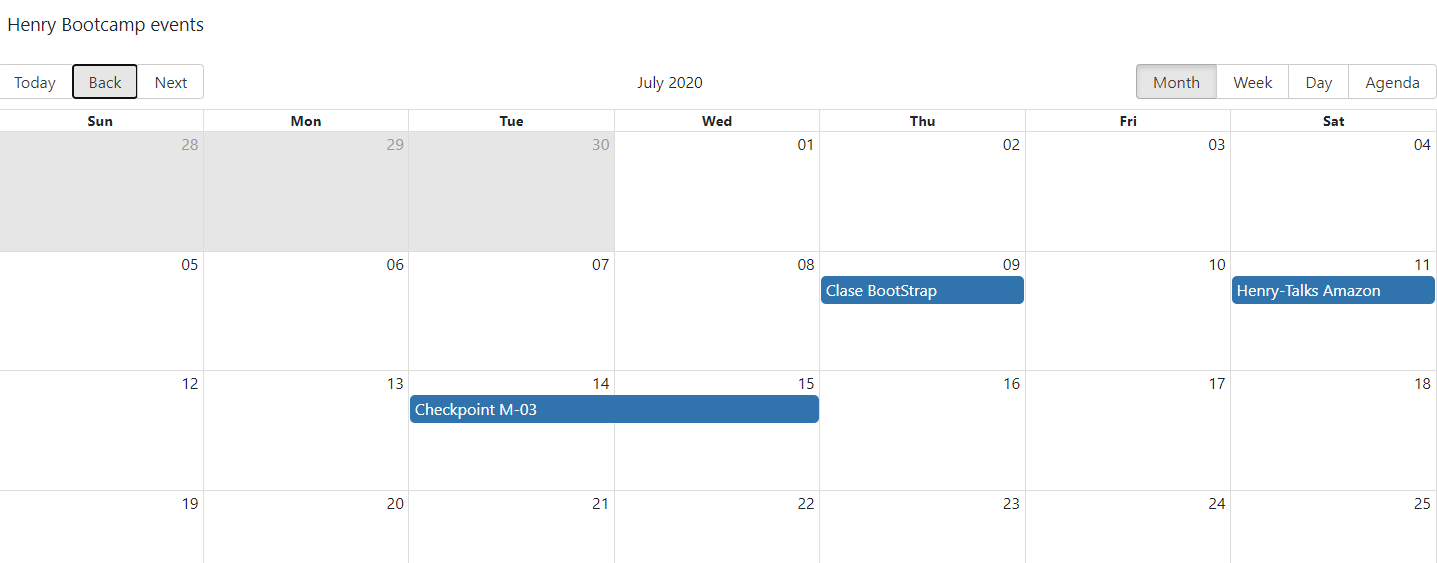 Henry Bootcamp events
Today Back Next July 2020 Month Week Day Agenda
Sun Mon Tue Wed Thu Fri Sat
28 29 30 01 02 03 04
05 06 07 08 09 10 11
Clase BootStrap Henry-Talks Amazon
12 13 14 15 16 17 18
Checkpoint M-03
19 20 21 22 23 24 25